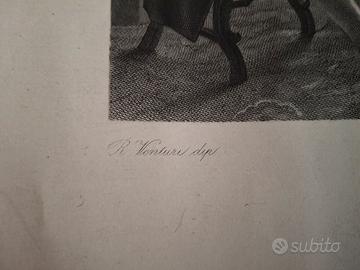 R. Venturi dip.
subito